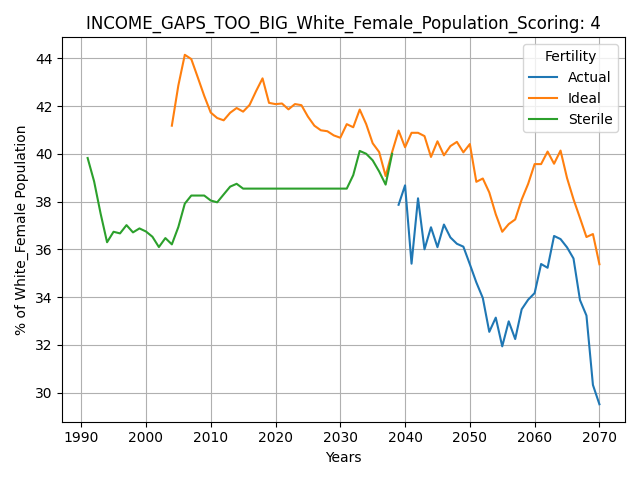 INCOME_GAPS_TOO_BIG_White_Female_Population_Scoring: 4
Fertility
Actual
Ideal
Sterile
% of White_Female Population
44
42
40
38
36
34
32
30
1990 2000 2010 2020 2030 2040 2050 2060 2070
Years